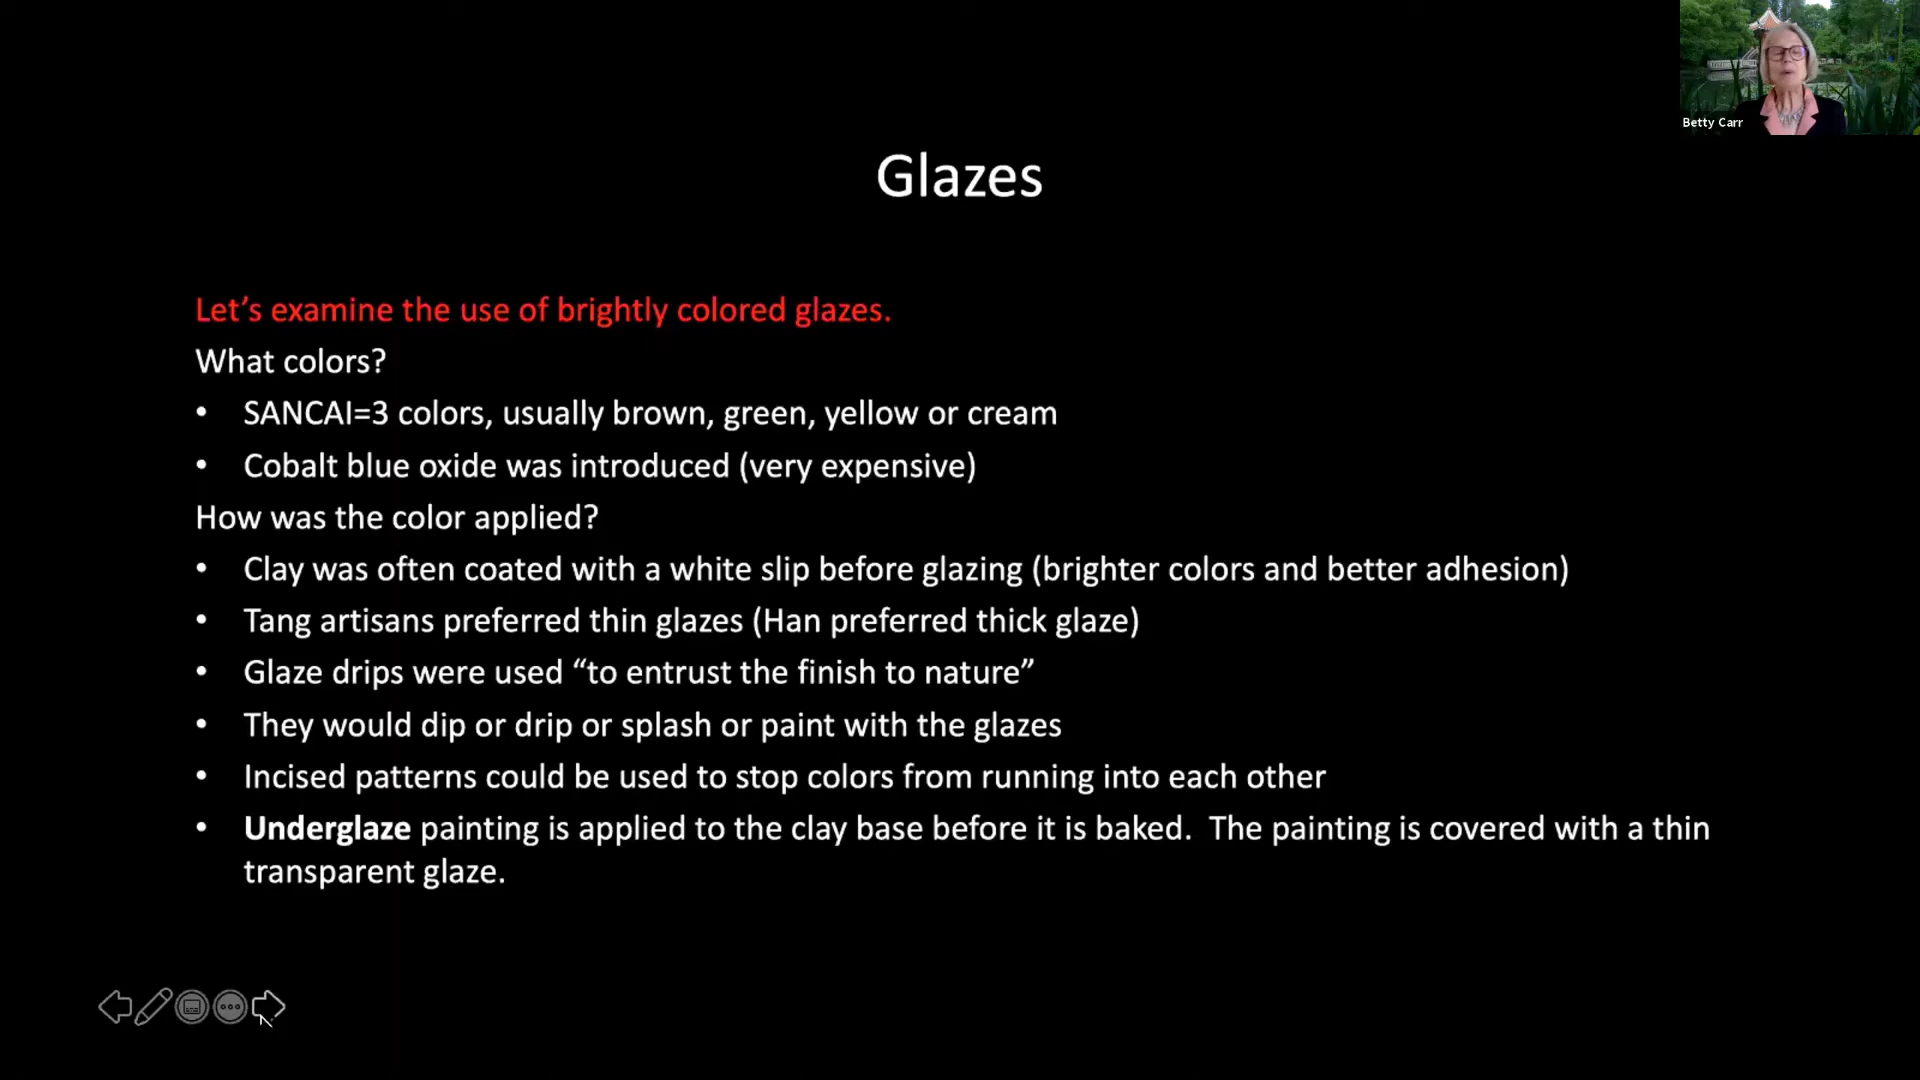 Betty Carr
Glazes
Let’s examine the use of brightly colored glazes.
What colors?
• SANCAI=3 colors, usually brown, green, yellow or cream
• Cobalt blue oxide was introduced (very expensive)
How was the color applied?
• Clay was often coated with a white slip before glazing (brighter colors and better adhesion)
• Tang artisans preferred thin glazes (Han preferred thick glaze)
• Glaze drips were used “to entrust the finish to nature”
• They would dip or drip or splash or paint with the glazes
• Incised patterns could be used to stop colors from running into each other
• Underglaze painting is applied to the clay base before it is baked.  The painting is covered with a thin
transparent glaze.